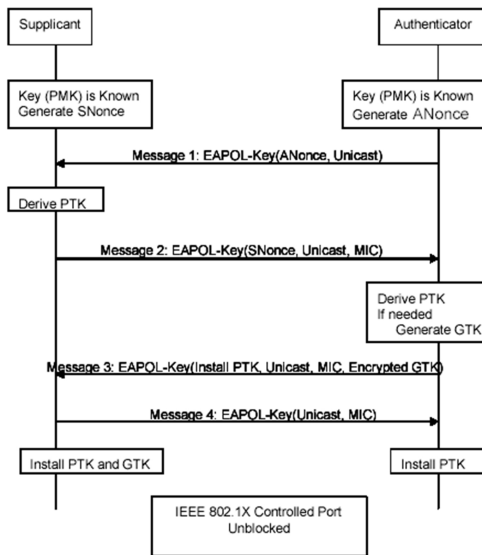 Supplicant
Authenticator
Key (PMK) is Known
Generate SNonce
Key (PMK) is Known
Generate ANonce
Message 1: EAPOL-Key(ANonce, Unicast)
Derive PTK
Message 2: EAPOL-Key(SNonce, Unicast, MIC)
Derive PTK
If needed
Generate GTK
Message 3: EAPOL-Key(Install PTK, Unicast, MIC, Encrypted GTK)
Message 4: EAPOL-Key(Unicast, MIC)
Install PTK and GTK
Install PTK
IEEE 802.1X Controlled Port
Unblocked